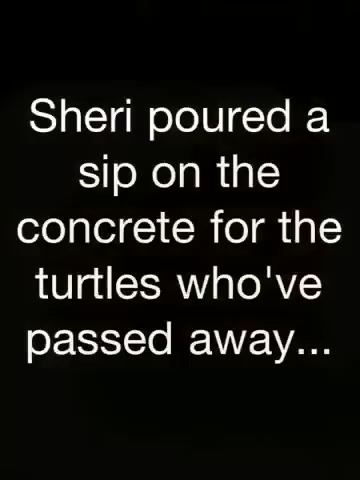 Sheri poured a
sip on the
concrete for the
turtles who've
passed away...